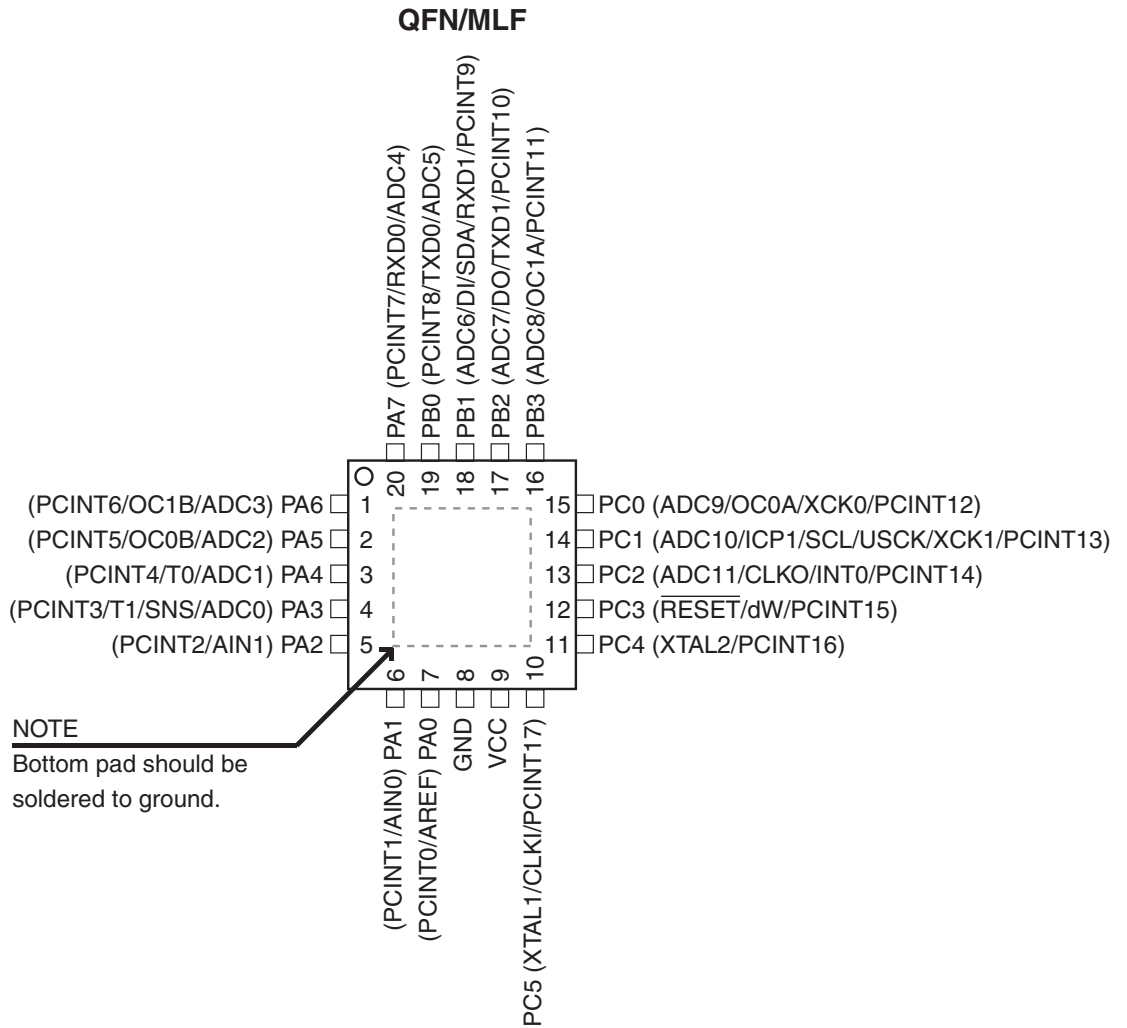 QFN/MLF
PA7 (PCINT7/RXD0/ADC4)
PB0 (PCINT8/TXD0/ADC5)
PB1 (ADC6/DI/SDA/RXD1/PCINT9)
PB2 (ADC7/DO/TXD1/PCINT10)
PB3 (ADC8/OC1A/PCINT11)
20
19
18
17
16
(PCINT6/OC1B/ADC3) PA6 1
(PCINT5/OC0B/ADC2) PA5 2
(PCINT4/T0/ADC1) PA4 3
(PCINT3/T1/SNS/ADC0) PA3 4
(PCINT2/AIN1) PA2 5
15 PC0 (ADC9/OC0A/XCK0/PCINT12)
14 PC1 (ADC10/ICP1/SCL/USCK/XCK1/PCINT13)
13 PC2 (ADC11/CLKO/INT0/PCINT14)
12 PC3 (RESET/dW/PCINT15)
11 PC4 (XTAL2/PCINT16)
6
7
8
9
10
(PCINT1/AIN0) PA1
(PCINT0/AREF) PA0
GND
VCC
PC5 (XTAL1/CLKI/PCINT17)
NOTE
Bottom pad should be
soldered to ground.